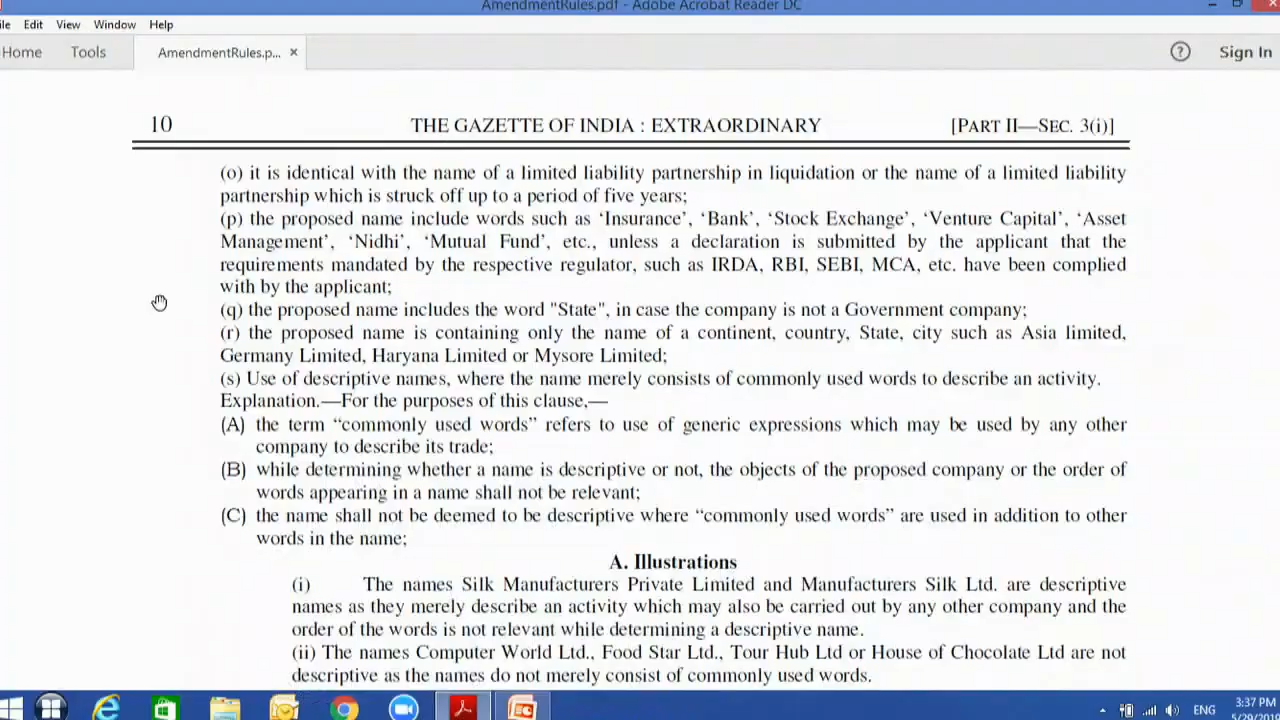 AmendmentRules.pdf - Adobe Acrobat Reader DC
ile Edit View Window Help
Home Tools AmendmentRules.p... × ? Sign In
10 THE GAZETTE OF INDIA : EXTRAORDINARY [PART II—SEC. 3(i)]
(o) it is identical with the name of a limited liability partnership in liquidation or the name of a limited liability
partnership which is struck off up to a period of five years;
(p) the proposed name include words such as ‘Insurance’, ‘Bank’, ‘Stock Exchange’, ‘Venture Capital’, ‘Asset
Management’, ‘Nidhi’, ‘Mutual Fund’, etc., unless a declaration is submitted by the applicant that the
requirements mandated by the respective regulator, such as IRDA, RBI, SEBI, MCA, etc. have been complied
with by the applicant;
(q) the proposed name includes the word "State", in case the company is not a Government company;
(r) the proposed name is containing only the name of a continent, country, State, city such as Asia limited,
Germany Limited, Haryana Limited or Mysore Limited;
(s) Use of descriptive names, where the name merely consists of commonly used words to describe an activity.
Explanation.—For the purposes of this clause,—
(A) the term “commonly used words” refers to use of generic expressions which may be used by any other
company to describe its trade;
(B) while determining whether a name is descriptive or not, the objects of the proposed company or the order of
words appearing in a name shall not be relevant;
(C) the name shall not be deemed to be descriptive where “commonly used words” are used in addition to other
words in the name;
A. Illustrations
(i) The names Silk Manufacturers Private Limited and Manufacturers Silk Ltd. are descriptive
names as they merely describe an activity which may also be carried out by any other company and the
order of the words is not relevant while determining a descriptive name.
(ii) The names Computer World Ltd., Food Star Ltd., Tour Hub Ltd or House of Chocolate Ltd are not
descriptive as the names do not merely consist of commonly used words.
ENG 3:37 PM